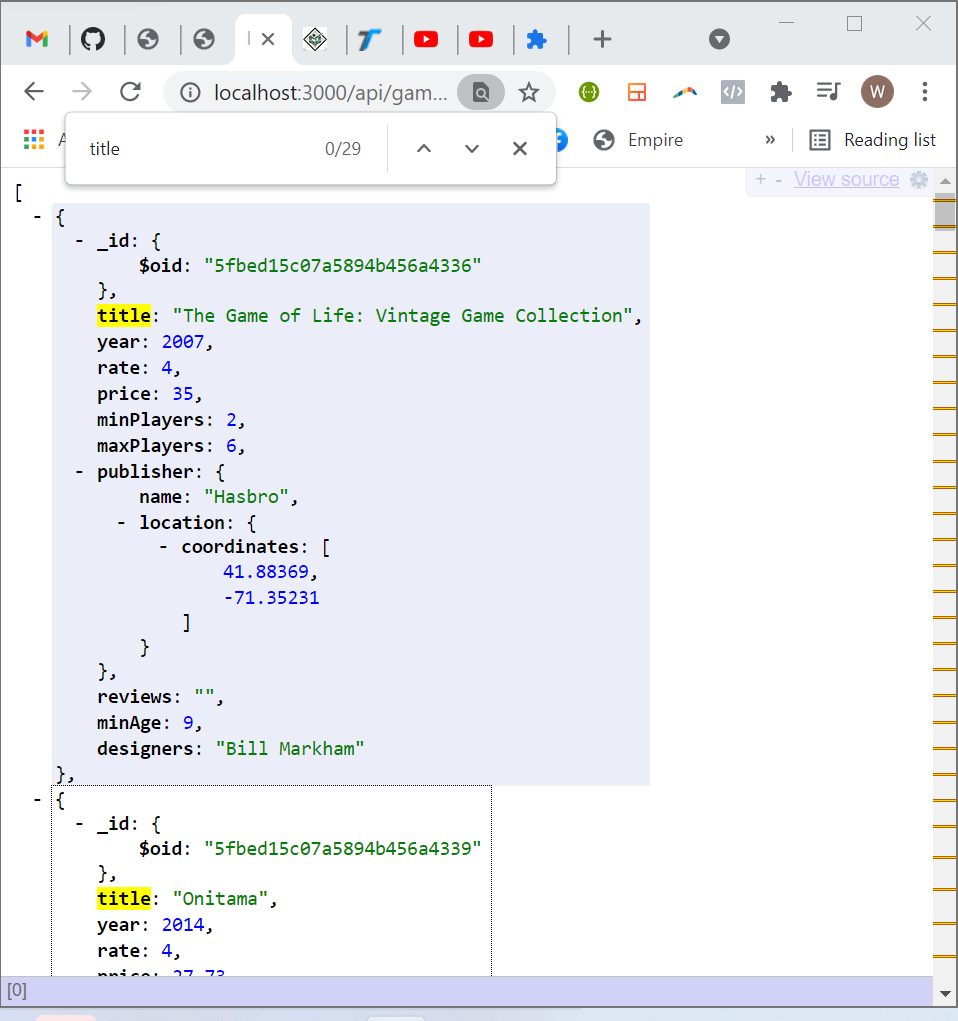 localhost:3000/api/gam...
W
title 0/29
Empire
»
Reading list
+ - View source
[
- {
- _id: {
$oid: "5fbed15c07a5894b456a4336"
},
title: "The Game of Life: Vintage Game Collection",
year: 2007,
rate: 4,
price: 35,
minPlayers: 2,
maxPlayers: 6,
- publisher: {
name: "Hasbro",
- location: {
- coordinates: [
41.88369,
-71.35231
]
}
},
reviews: "",
minAge: 9,
designers: "Bill Markham"
},
- {
- _id: {
$oid: "5fbed15c07a5894b456a4339"
},
title: "Onitama",
year: 2014,
rate: 4,
price: 27.73
[0]